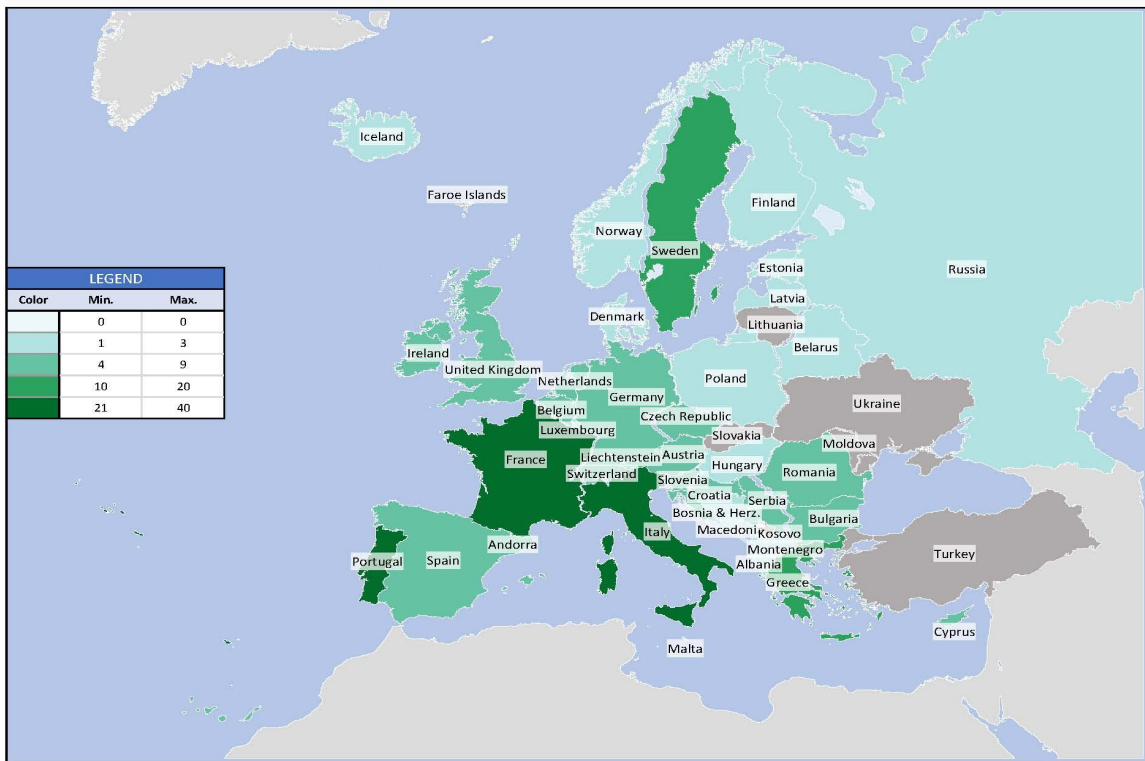 Iceland
Faroe Islands
Finland
Norway
Sweden
Estonia
Russia
LEGEND
Color Min. Max.
0 0
1 3
4 9
10 20
21 40
Latvia
Denmark
Lithuania
Belarus
Ireland
United Kingdom
Netherlands
Poland
Germany
Ukraine
Belgium
Czech Republic
Luxembourg
Slovakia
Moldova
France
Liechtenstein
Austria
Hungary
Romania
Switzerland
Slovenia
Croatia
Serbia
Bosnia & Herz.
Bulgaria
Macedoni
Kosovo
Italy
Andorra
Montenegro
Turkey
Portugal
Spain
Albania
Greece
Cyprus
Malta